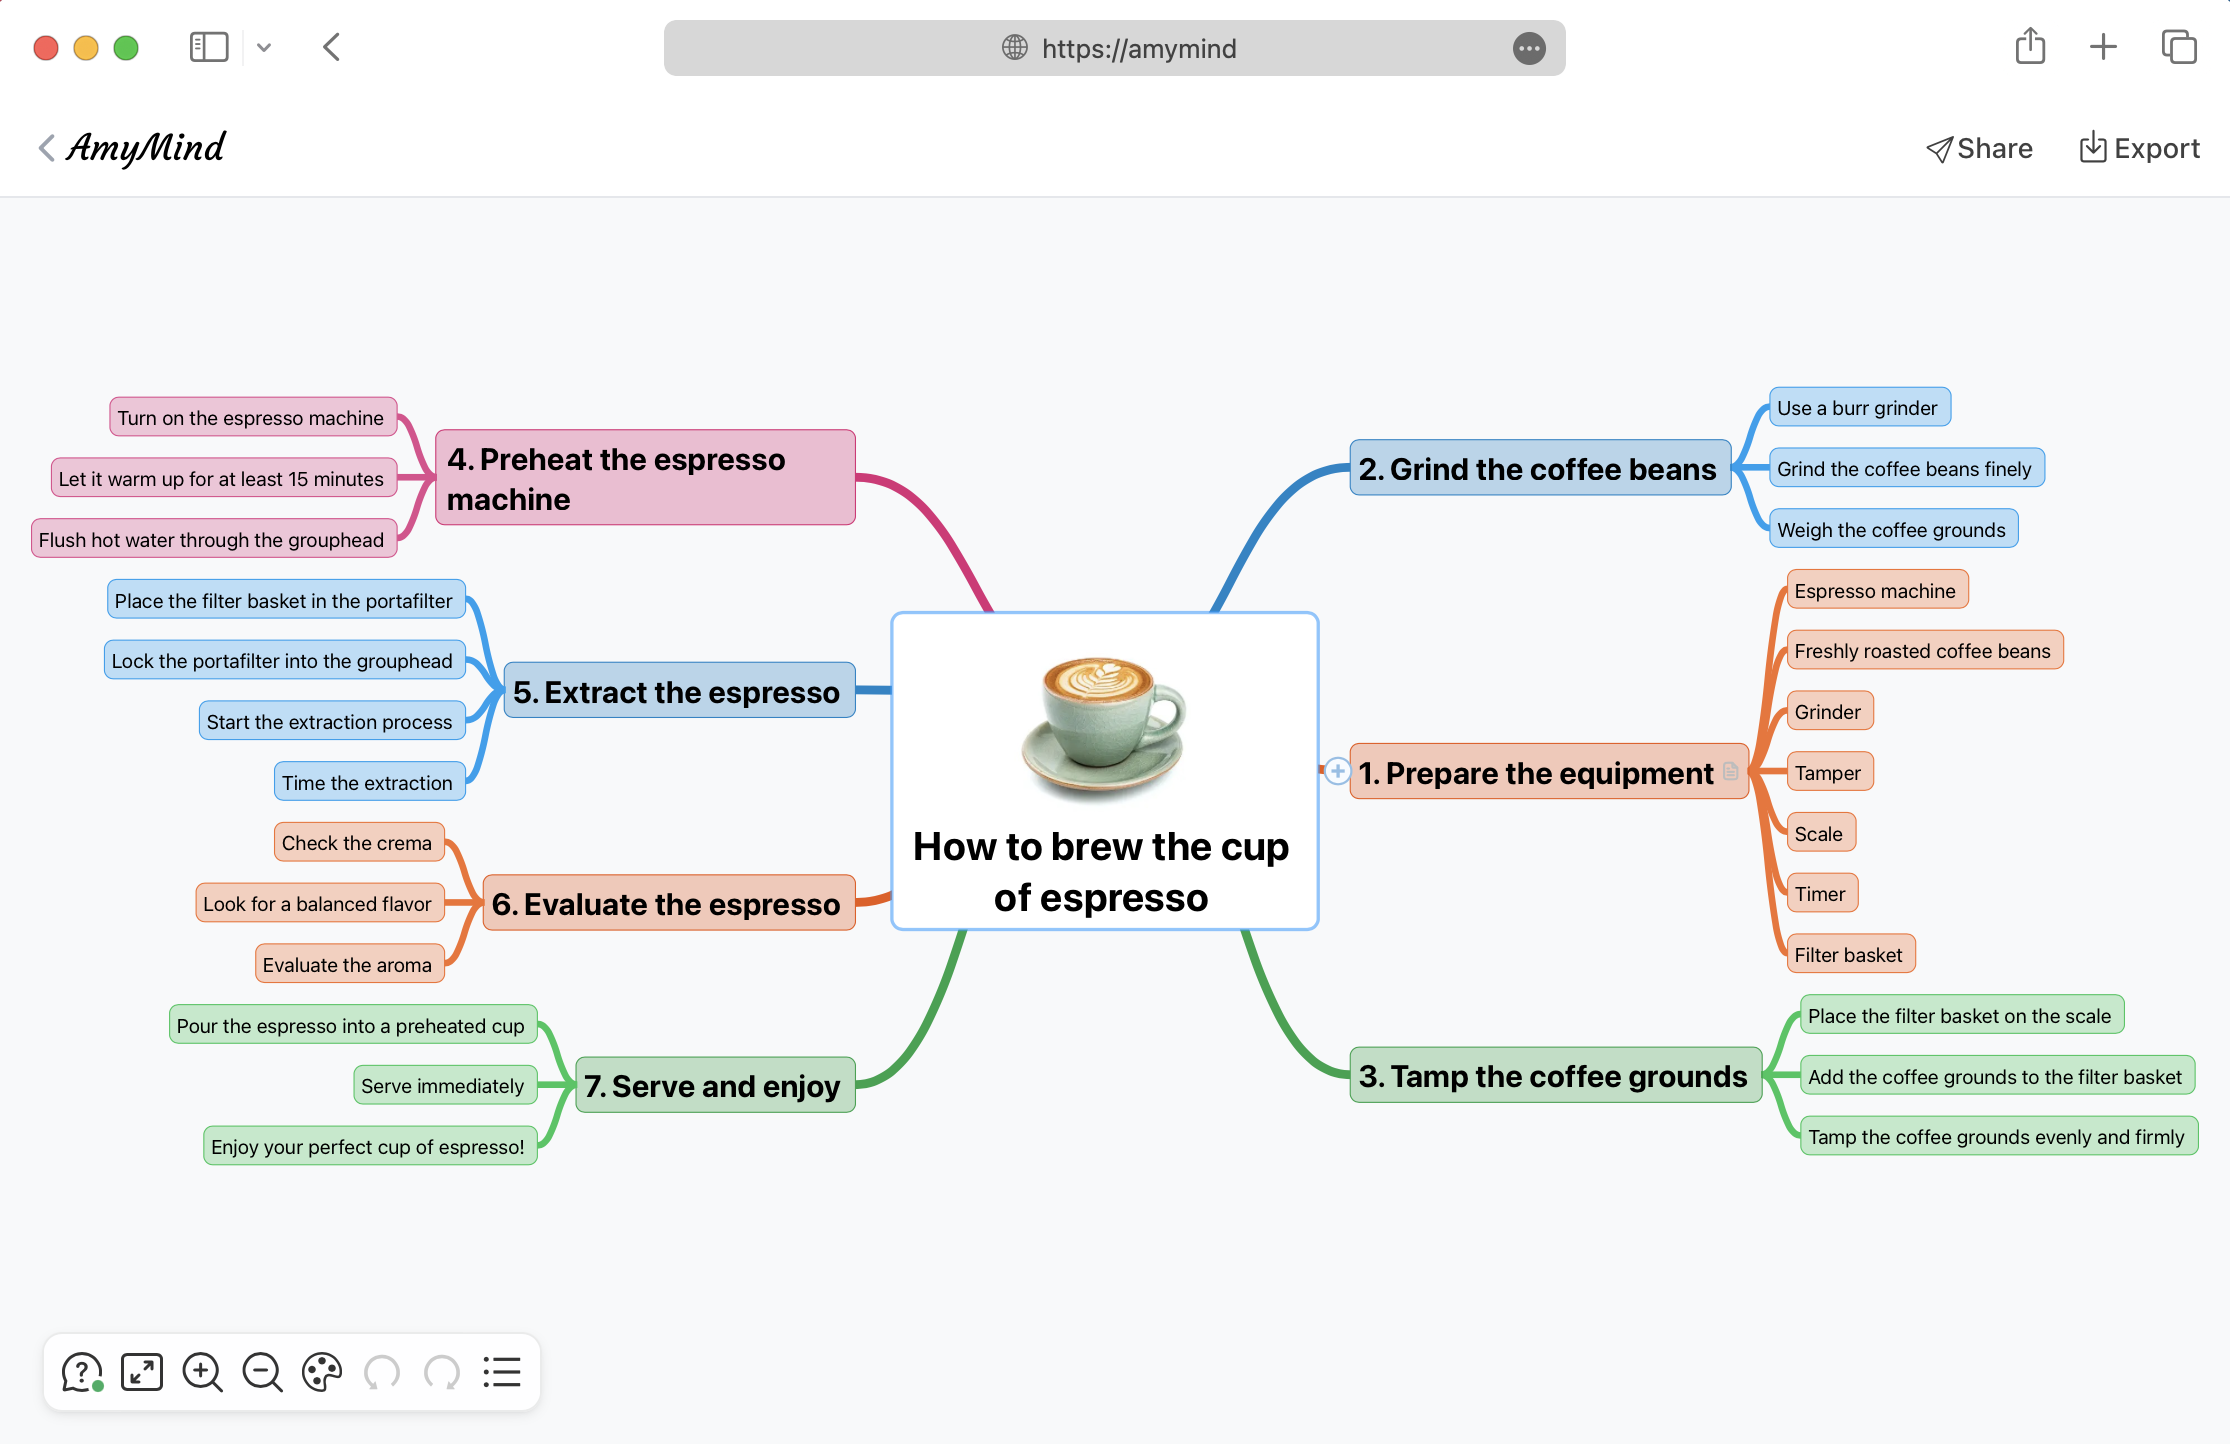 https://amymind
AmyMind
Share
Export
Turn on the espresso machine
Let it warm up for at least 15 minutes
Flush hot water through the grouphead
4. Preheat the espresso
machine
Place the filter basket in the portafilter
Lock the portafilter into the grouphead
Start the extraction process
Time the extraction
5. Extract the espresso
Check the crema
Look for a balanced flavor
Evaluate the aroma
6. Evaluate the espresso
Pour the espresso into a preheated cup
Serve immediately
Enjoy your perfect cup of espresso!
7. Serve and enjoy
How to brew the cup
of espresso
2. Grind the coffee beans
Use a burr grinder
Grind the coffee beans finely
Weigh the coffee grounds
1. Prepare the equipment
Espresso machine
Freshly roasted coffee beans
Grinder
Tamper
Scale
Timer
Filter basket
3. Tamp the coffee grounds
Place the filter basket on the scale
Add the coffee grounds to the filter basket
Tamp the coffee grounds evenly and firmly